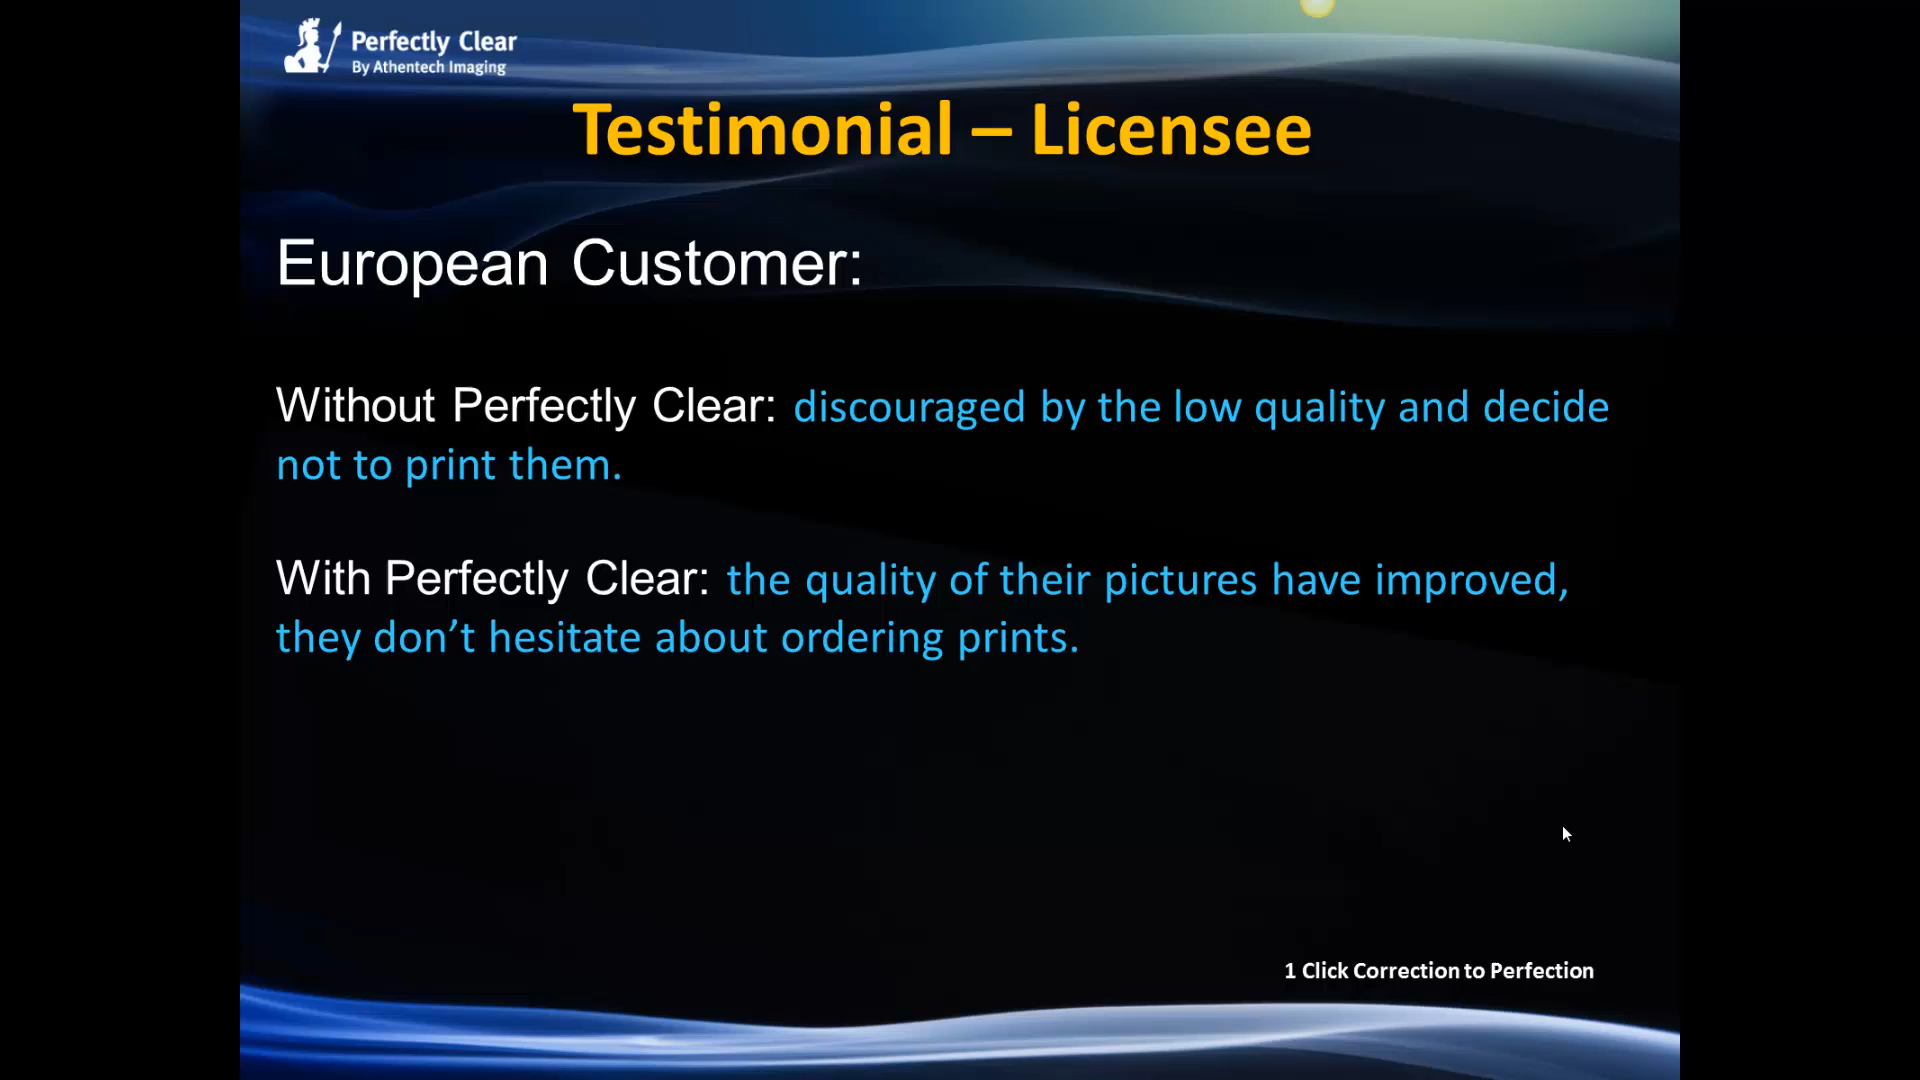 Perfectly Clear
By Athentech Imaging
Testimonial – Licensee
European Customer:
Without Perfectly Clear: discouraged by the low quality and decide
not to print them.
With Perfectly Clear: the quality of their pictures have improved,
they don’t hesitate about ordering prints.
1 Click Correction to Perfection